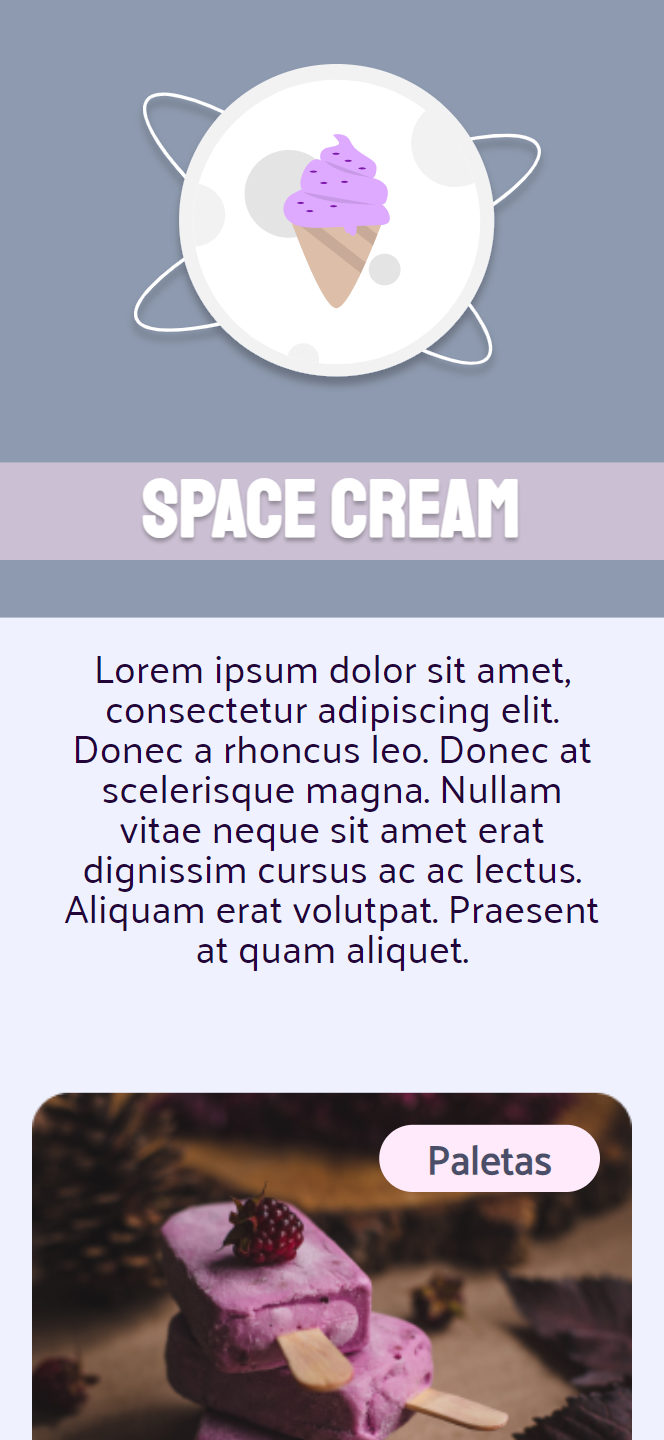 SPACE CREAM
Lorem ipsum dolor sit amet,
consectetur adipiscing elit.
Donec a rhoncus leo. Donec at
scelerisque magna. Nullam
vitae neque sit amet erat
dignissim cursus ac ac lectus.
Aliquam erat volutpat. Praesent
at quam aliquet.
Paletas